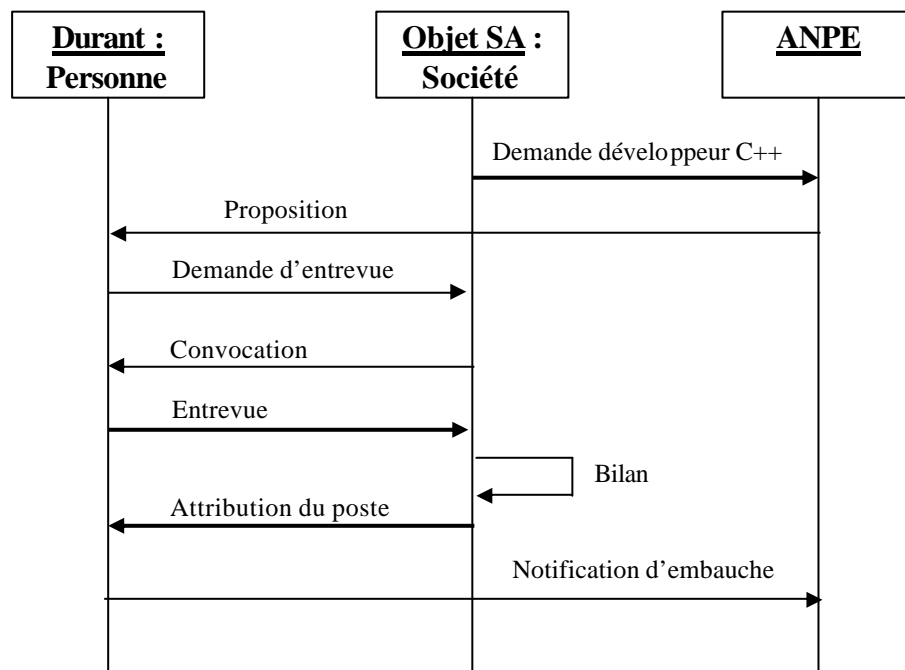 Durant :
Personne
Objet SA :
Société
ANPE
Demande développeur C++
Proposition
Demande d’entrevue
Convocation
Entrevue
Bilan
Attribution du poste
Notification d’embauche